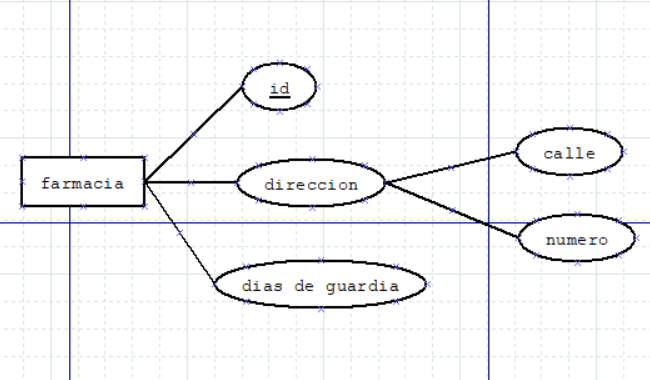 id
farmacia
direccion
calle
numero
dias de guardia